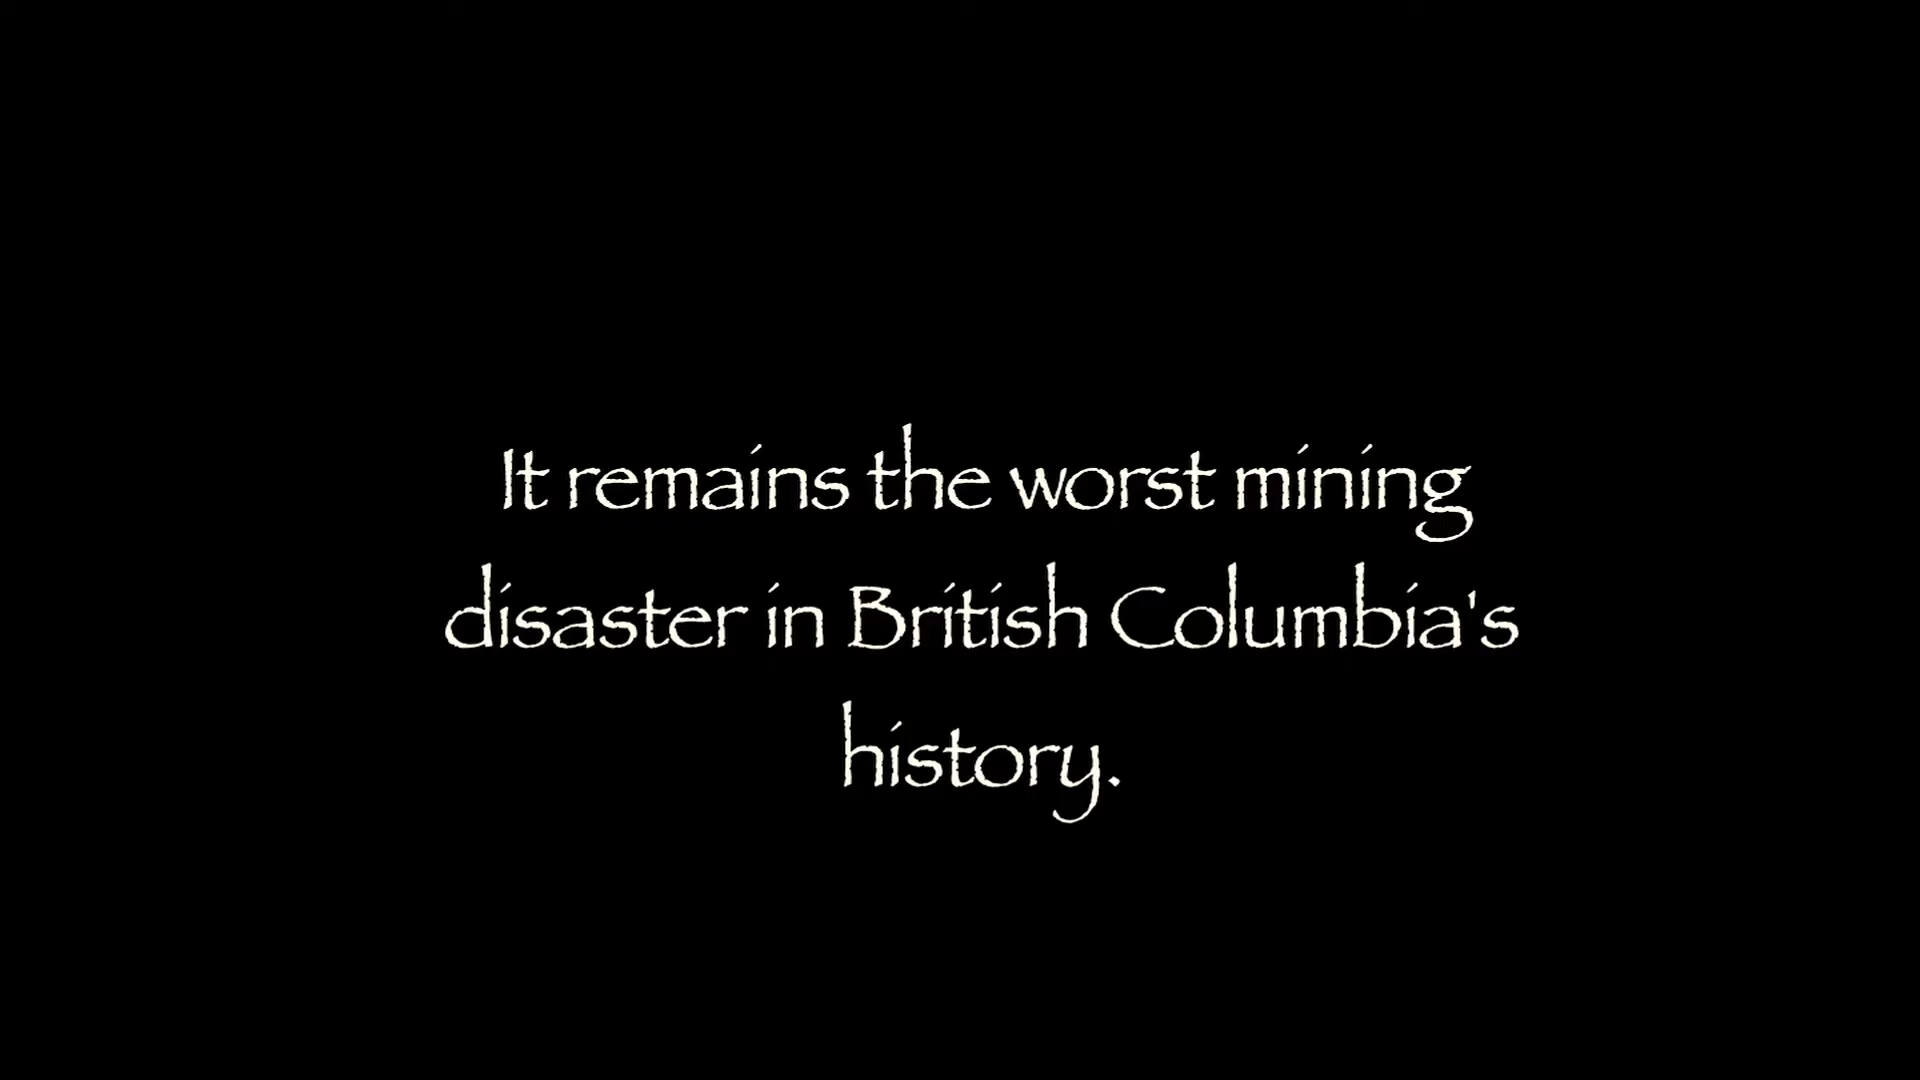 It remains the worst mining
disaster in British Columbia's
history.